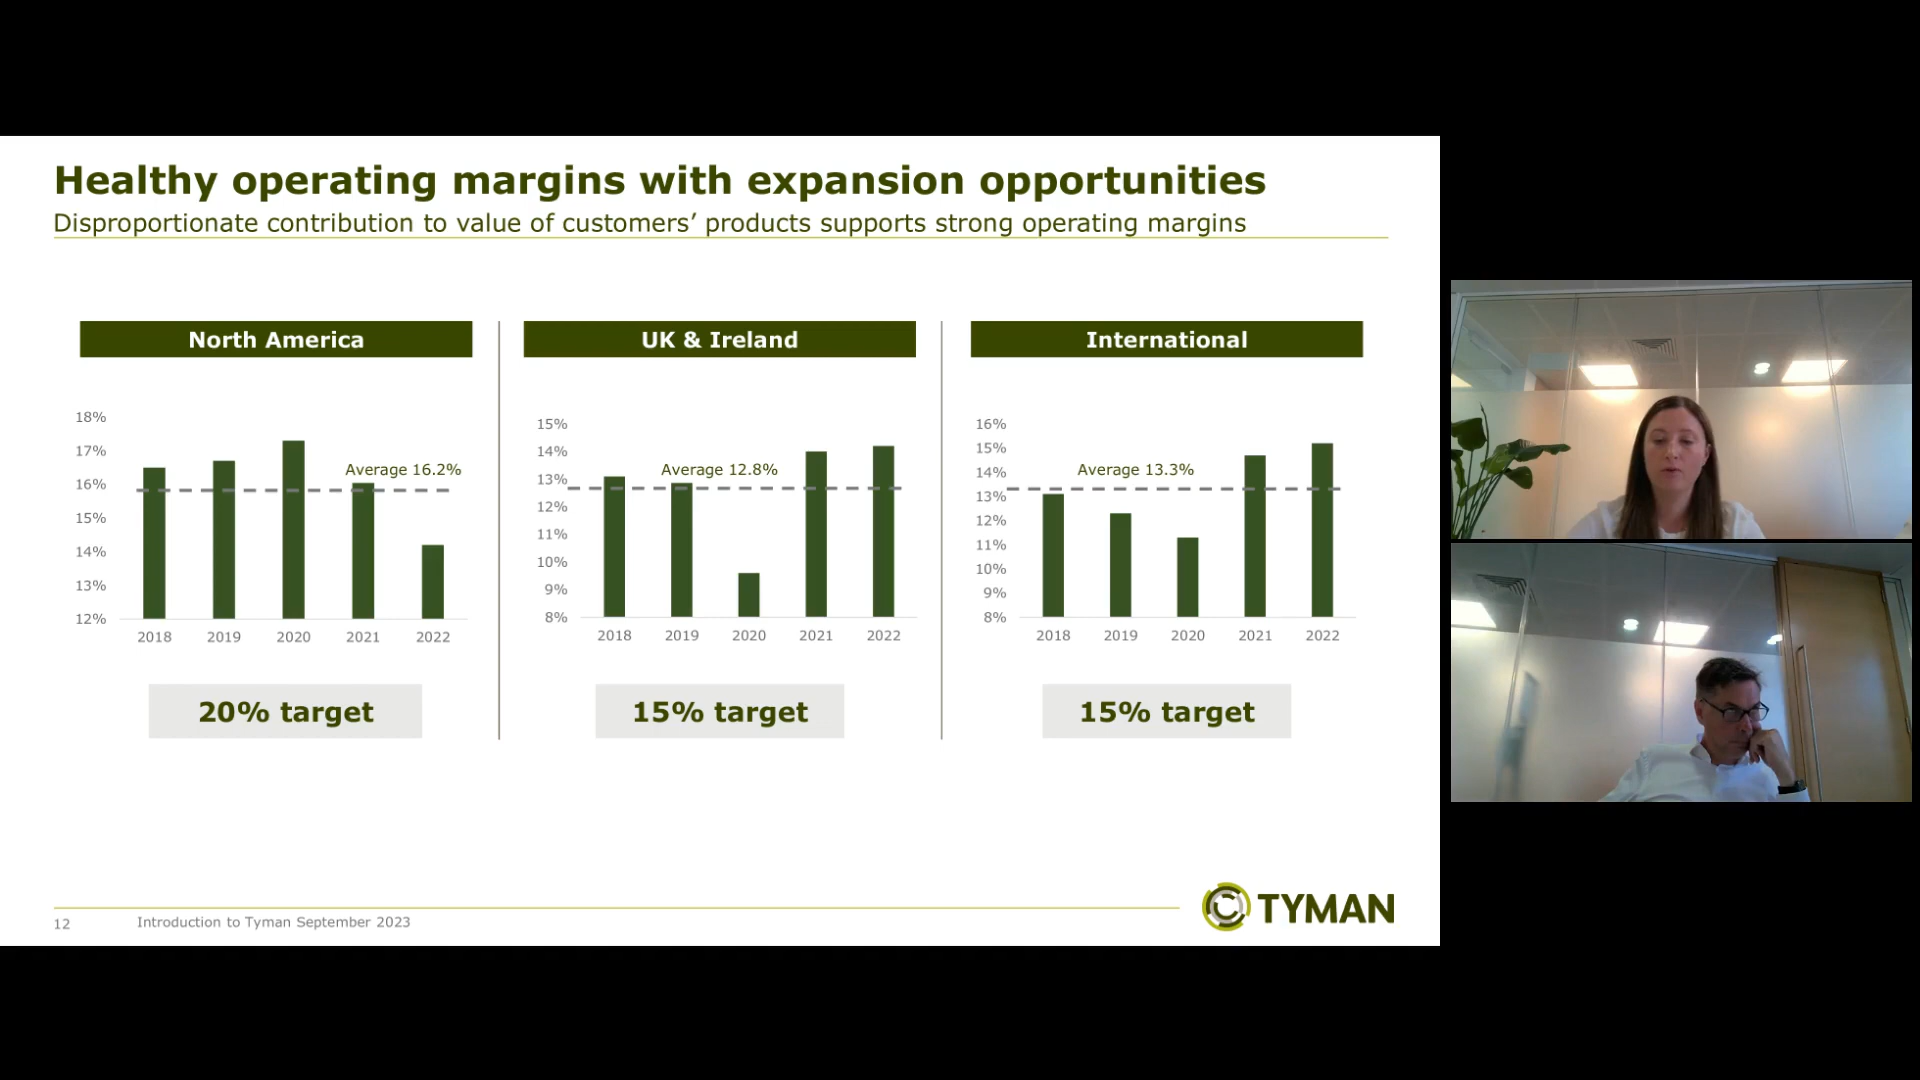 Healthy operating margins with expansion opportunities
Disproportionate contribution to value of customers’ products supports strong operating margins
North America
18%
17%
16%
15%
14%
13%
12%
Average 16.2%
2018 2019 2020 2021 2022
20% target
UK & Ireland
15%
14%
13%
12%
11%
10%
9%
8%
Average 12.8%
2018 2019 2020 2021 2022
15% target
International
16%
15%
14%
13%
12%
11%
10%
9%
8%
Average 13.3%
2018 2019 2020 2021 2022
15% target
12 Introduction to Tyman September 2023
TYMAN